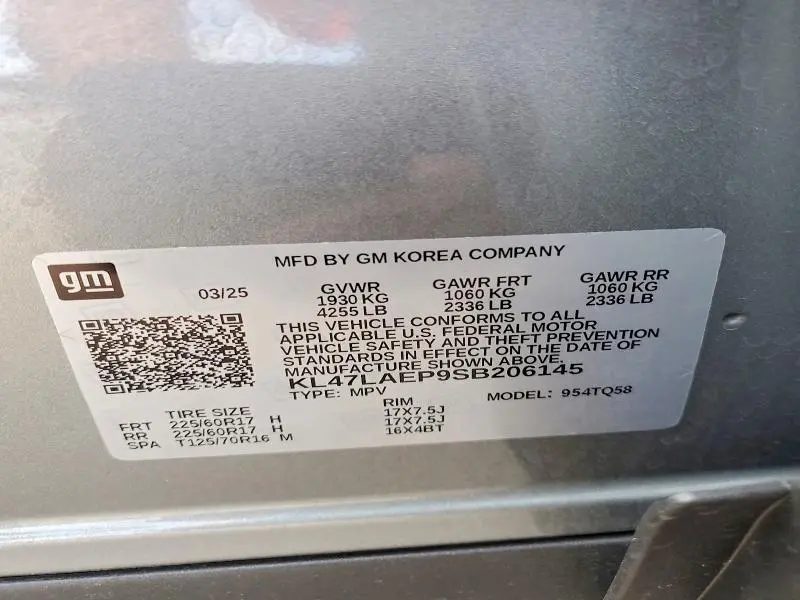 MFD BY GM KOREA COMPANY
gm
03/25
GVWR GAWR FRT GAWR RR
1930 KG 1060 KG 1060 KG
4255 LB 2336 LB 2336 LB
THIS VEHICLE CONFORMS TO ALL
APPLICABLE U.S. FEDERAL MOTOR
VEHICLE SAFETY AND THEFT PREVENTION
STANDARDS IN EFFECT ON THE DATE OF
MANUFACTURE SHOWN ABOVE.
KL47LAEP9SB206145
TYPE: MPV MODEL: 954TQ58
TIRE SIZE RIM
FRT 225/60R17 H 17X7.5J
RR 225/60R17 H 17X7.5J
SPA T125/70R16 M 16X4BT